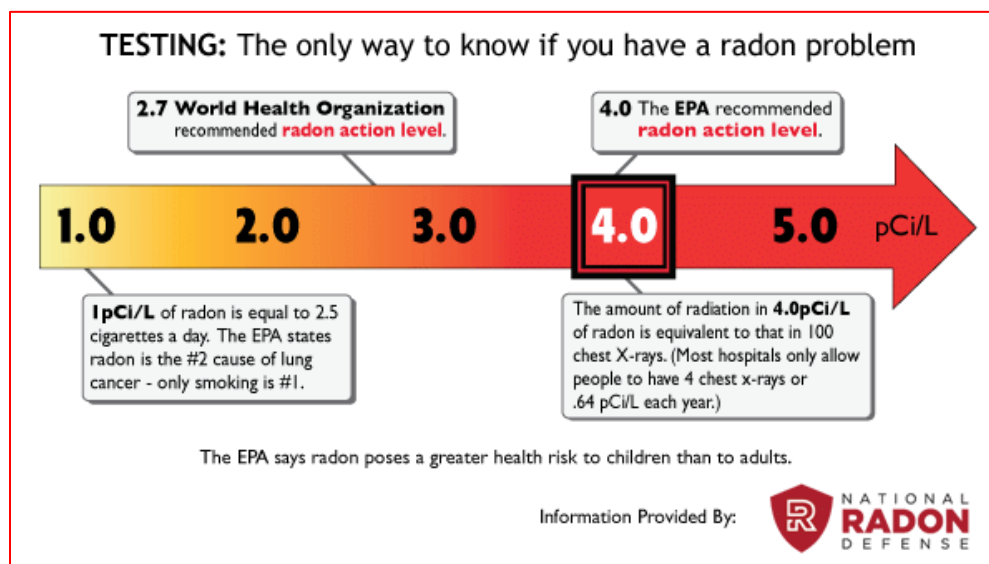 TESTING: The only way to know if you have a radon problem
2.7 World Health Organization
recommended radon action level.
4.0 The EPA recommended
radon action level.
1.0
2.0
3.0
4.0
5.0
pCi/L
1pCi/L of radon is equal to 2.5
cigarettes a day. The EPA states
radon is the #2 cause of lung
cancer - only smoking is #1.
The amount of radiation in 4.0pCi/L
of radon is equivalent to that in 100
chest X-rays. (Most hospitals only allow
people to have 4 chest x-rays or
.64 pCi/L each year.)
The EPA says radon poses a greater health risk to children than to adults.
Information Provided By:
NATIONAL
RADON
DEFENSE